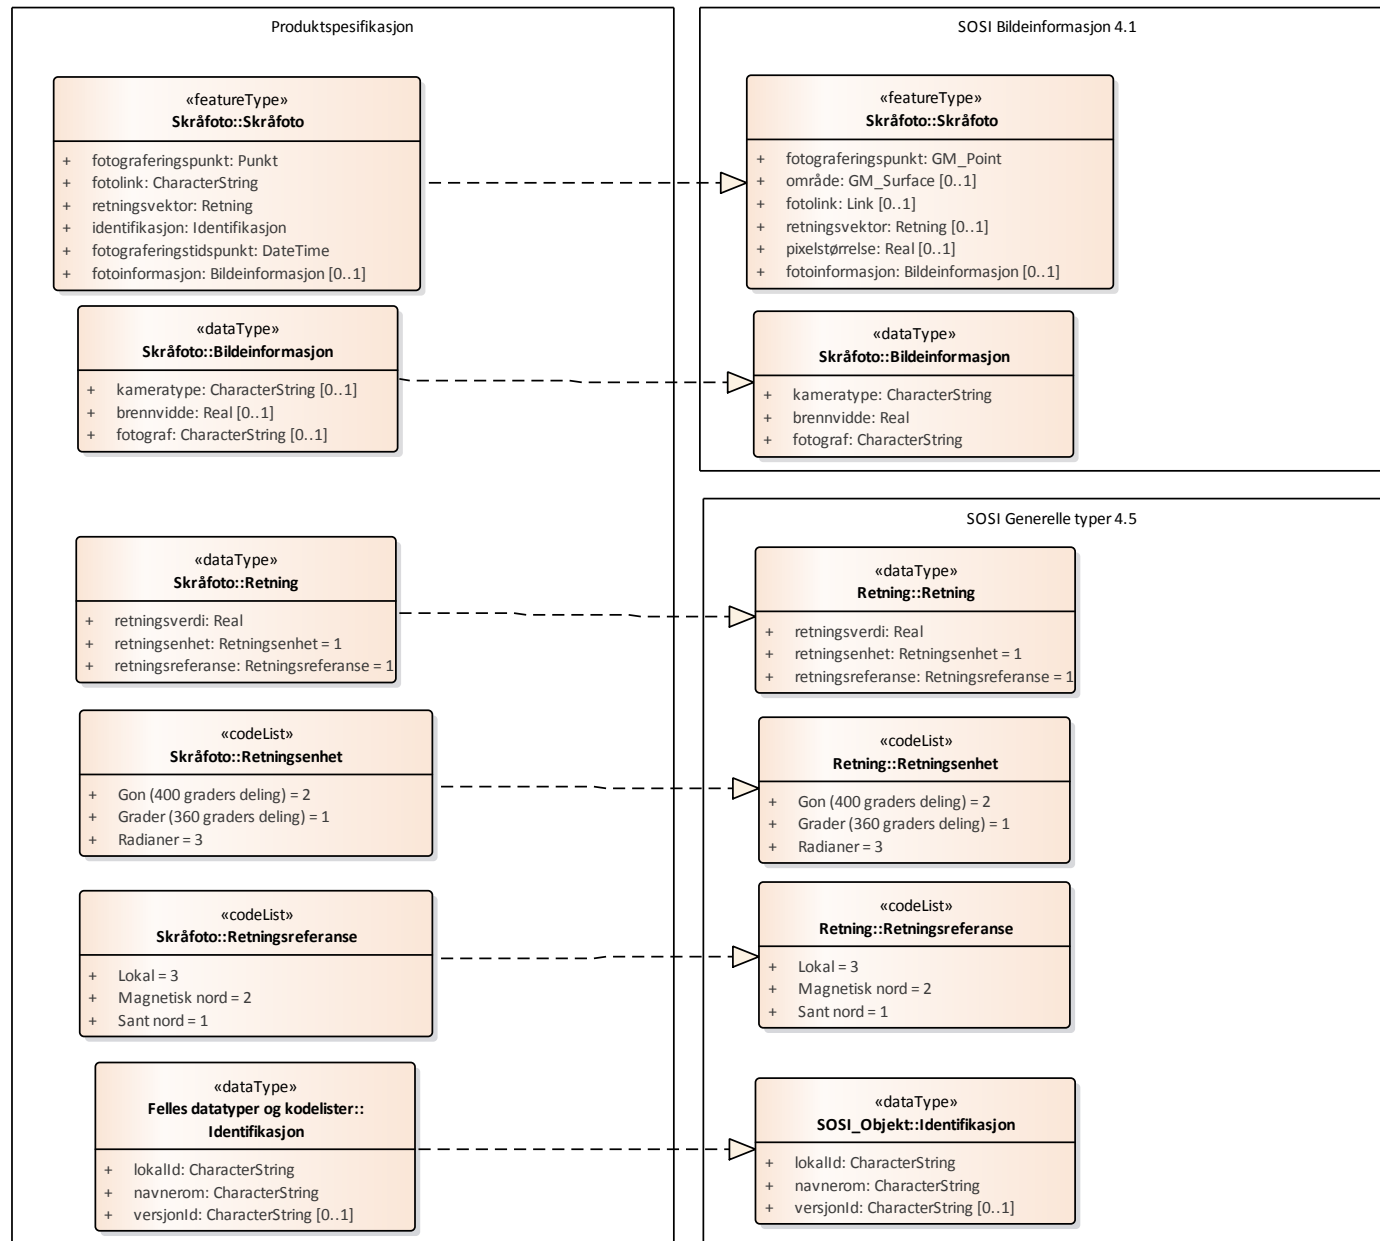 Produktspesifikasjon
«featureType»
Skråfoto::Skråfoto
+ fotograferingspunkt: Punkt
+ fotolink: CharacterString
+ retningsvektor: Retning
+ identifikasjon: Identifikasjon
+ fotograferingstidspunkt: DateTime
+ fotoinformasjon: Bildeinformasjon [0..1]
«dataType»
Skråfoto::Bildeinformasjon
+ kameratype: CharacterString [0..1]
+ brennvidde: Real [0..1]
+ fotograf: CharacterString [0..1]
«dataType»
Skråfoto::Retning
+ retningsverdi: Real
+ retningsenhet: Retningsenhet = 1
+ retningsreferanse: Retningsreferanse = 1
«codeList»
Skråfoto::Retningsenhet
+ Gon (400 graders deling) = 2
+ Grader (360 graders deling) = 1
+ Radianer = 3
«codeList»
Skråfoto::Retningsreferanse
+ Lokal = 3
+ Magnetisk nord = 2
+ Sant nord = 1
«dataType»
Felles datatyper og kodelister::
Identifikasjon
+ lokalId: CharacterString
+ navnerom: CharacterString
+ versjonId: CharacterString [0..1]
SOSI Bildeinformasjon 4.1
«featureType»
Skråfoto::Skråfoto
+ fotograferingspunkt: GM_Point
+ område: GM_Surface [0..1]
+ fotolink: Link [0..1]
+ retningsvektor: Retning [0..1]
+ pixelstørrelse: Real [0..1]
+ fotoinformasjon: Bildeinformasjon [0..1]
«dataType»
Skråfoto::Bildeinformasjon
+ kameratype: CharacterString
+ brennvidde: Real
+ fotograf: CharacterString
SOSI Generelle typer 4.5
«dataType»
Retning::Retning
+ retningsverdi: Real
+ retningsenhet: Retningsenhet = 1
+ retningsreferanse: Retningsreferanse = 1
«codeList»
Retning::Retningsenhet
+ Gon (400 graders deling) = 2
+ Grader (360 graders deling) = 1
+ Radianer = 3
«codeList»
Retning::Retningsreferanse
+ Lokal = 3
+ Magnetisk nord = 2
+ Sant nord = 1
«dataType»
SOSI_Objekt::Identifikasjon
+ lokalId: CharacterString
+ navnerom: CharacterString
+ versjonId: CharacterString [0..1]